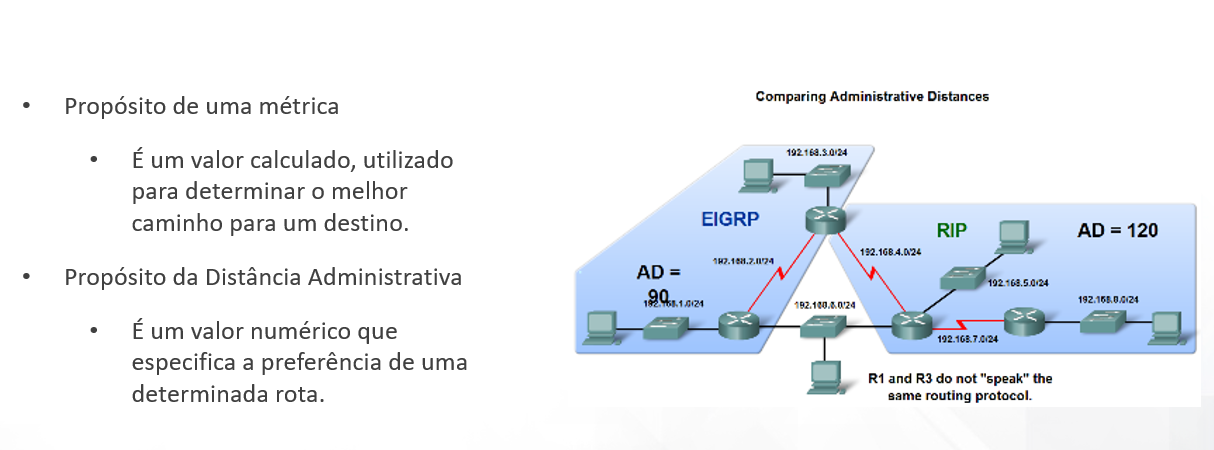 • Propósito de uma métrica
• É um valor calculado, utilizado
para determinar o melhor
caminho para um destino.
• Propósito da Distância Administrativa
• É um valor numérico que
especifica a preferência de uma
determinada rota.
Comparing Administrative Distances
192.168.3.0/24
EIGRP
RIP
AD = 120
192.168.2.0/24
192.168.4.0/24
AD =
90
192.168.1.0/24
192.168.6.0/24
192.168.5.0/24
192.168.8.0/24
192.168.7.0/24
R1 and R3 do not "speak" the
same routing protocol.